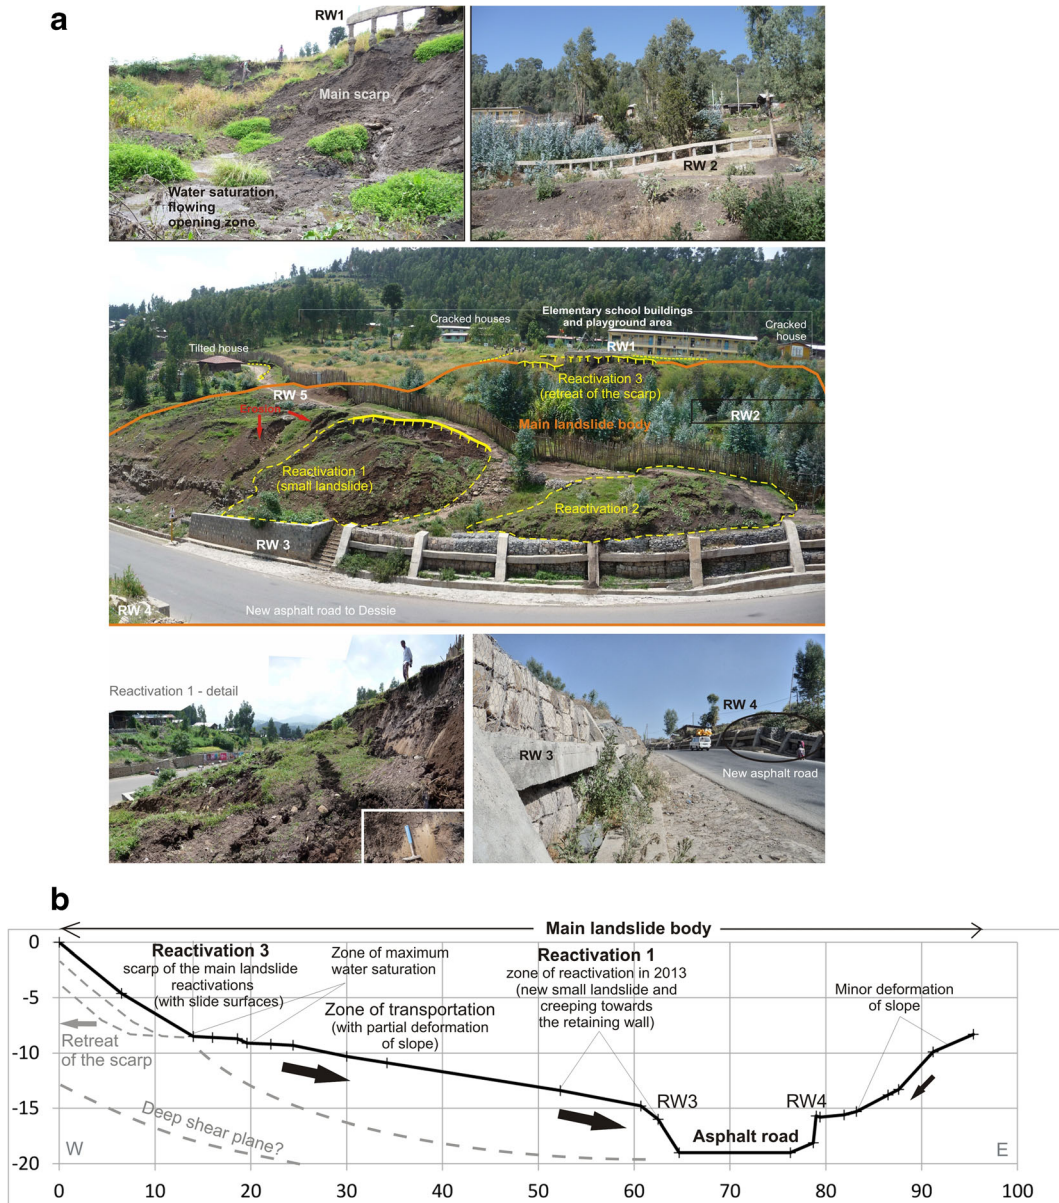 a
RW1
Main scarp
Water saturation,
flowing
opening zone
RW 2
Elementary school buildings
and playground area
Cracked houses
Cracked
house
Tilted house
RW1
Reactivation 3
(retreat of the scarp)
RW 5
RW2
Main landslide body
Reactivation 1
(small landslide)
Reactivation 2
RW 3
RW 4
New asphalt road to Dessie
Reactivation 1 - detail
RW 4
RW 3
New asphalt road
b
Main landslide body
Reactivation 3
scarp of the main landslide
reactivations
(with slide surfaces)
Zone of maximum
water saturation
Zone of transportation
(with partial deformation
of slope)
Reactivation 1
zone of reactivation in 2013
(new small landslide and
creeping towards
the retaining wall)
Minor deformation
of slope
Retreat
of the scarp
Deep shear plane?
RW3
RW4
Asphalt road
W
E
0
-5
-10
-15
-20
0 10 20 30 40 50 60 70 80 90 100